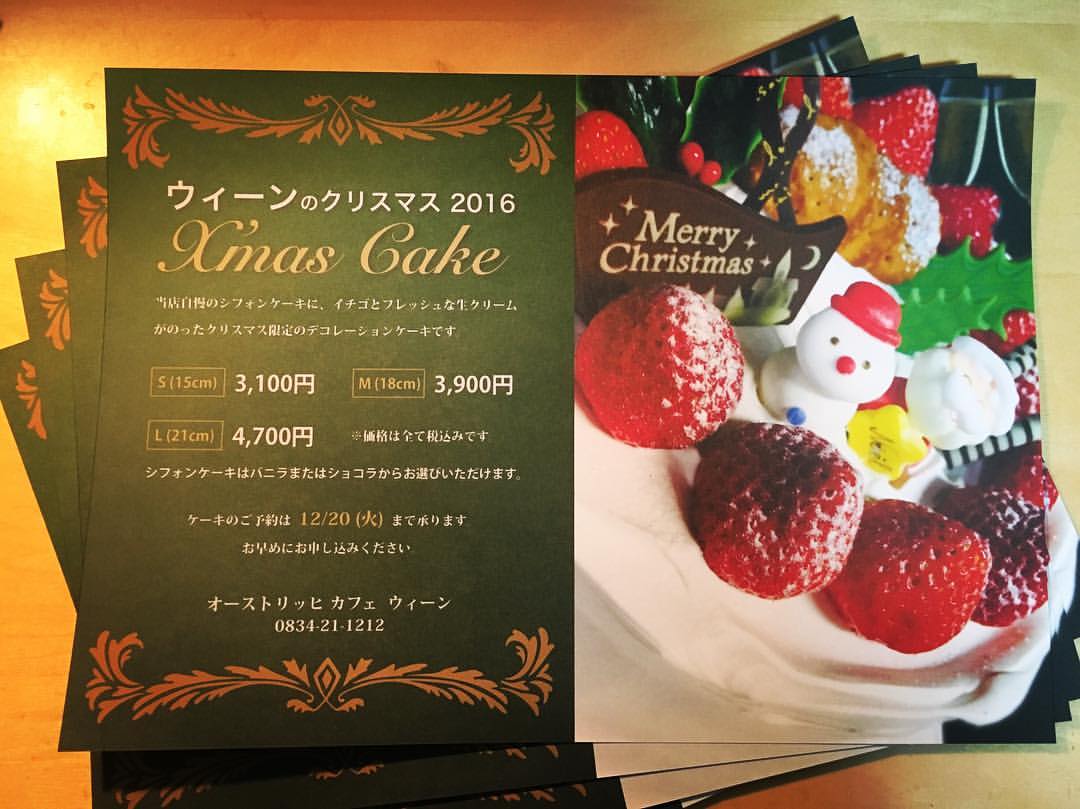 ウィーンのクリスマス 2016
X'mas Cake
当店自慢のシフォンケーキに、イチゴとフレッシュな生クリーム
がのったクリスマス限定のデコレーションケーキです
S (15cm) 3,100円 M (18cm) 3,900円
L (21cm) 4,700円 ※価格は全て税込みです
シフォンケーキはバニラまたはショコラからお選びいただけます。
ケーキのご予約は 12/20 (火) まで承ります
お早めにお申し込みください
オーストリッヒ カフェ ウィーン
0834-21-1212
Merry
Christmas